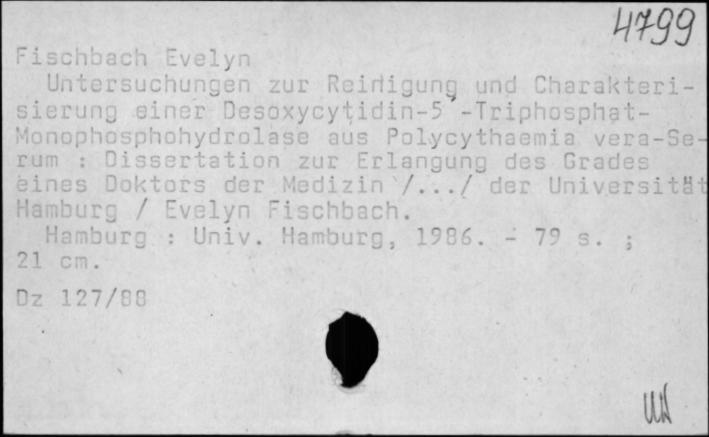 4799
Fischbach Evelyn
Untersuchungen zur Reinigung und Charakteri-
sierung einer Desoxycytidin-5'-Triphosphat-
Monophosphohydrolase aus Polycythaemia vera-Se-
rum : Dissertation zur Erlangung des Grades
eines Doktors der Medizin /.../ der Universität
Hamburg / Evelyn Fischbach.
Hamburg : Univ. Hamburg, 1986. - 79 s. ;
21 cm.
Dz 127/88